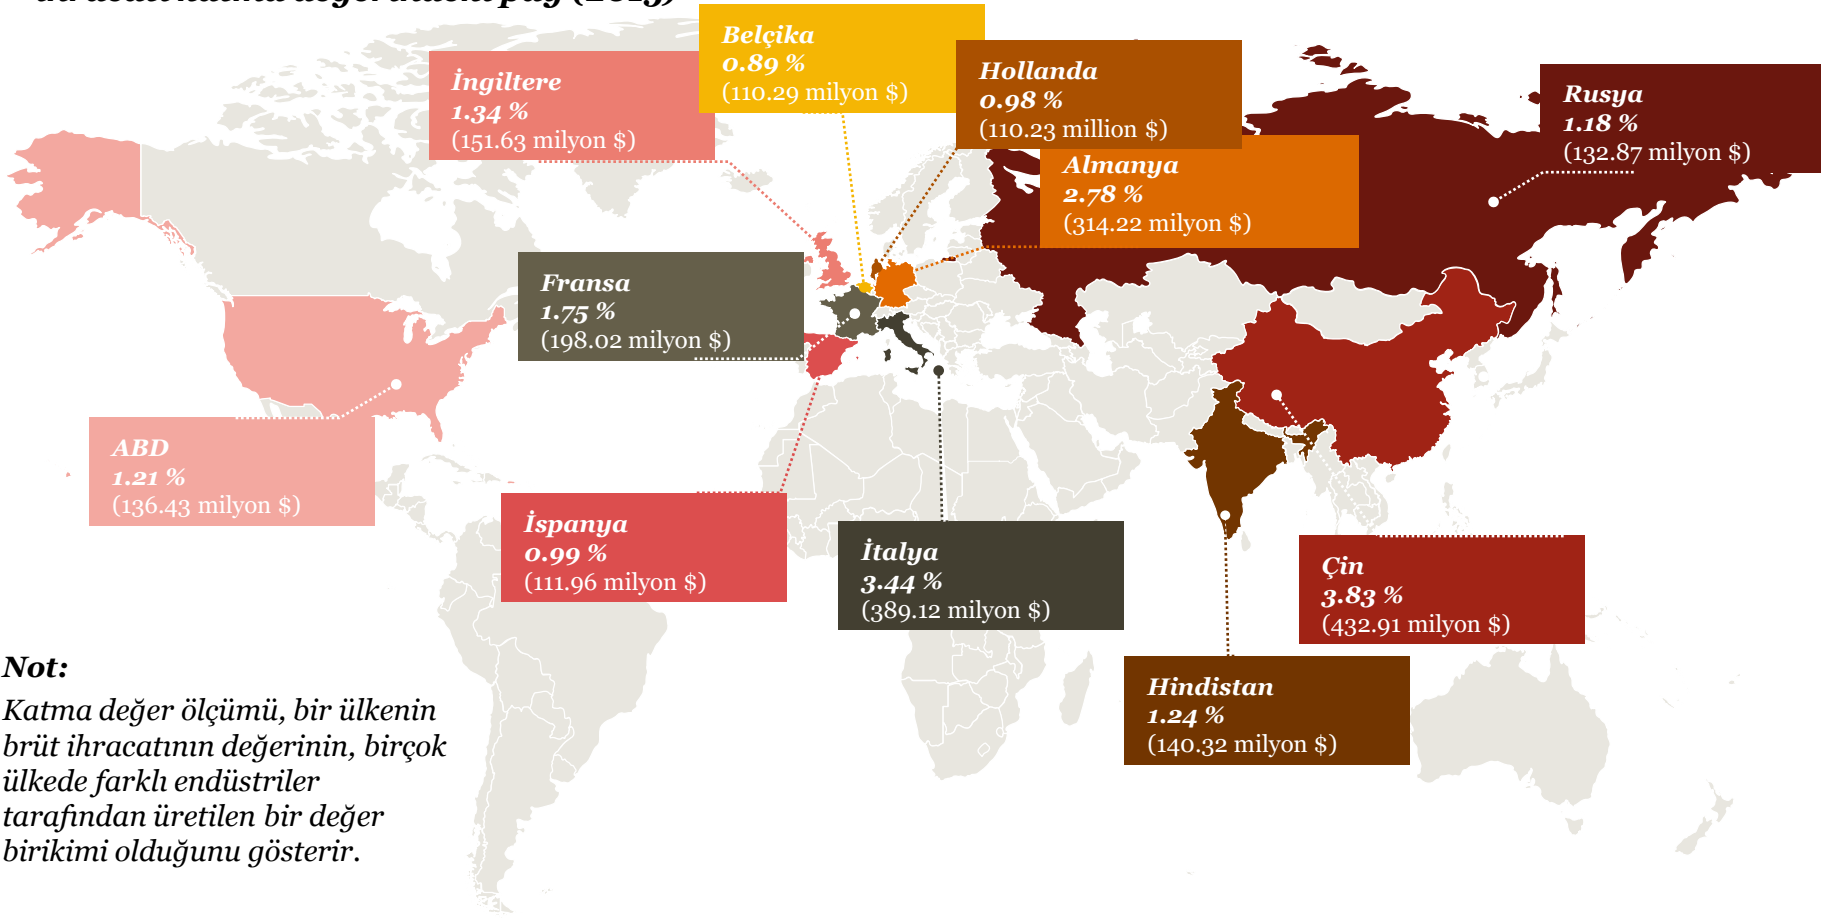 (2015)
Belçika
0.89 %
(110.29 milyon $)
İngiltere
1.34 %
(151.63 milyon $)
Hollanda
0.98 %
(110.23 million $)
Rusya
1.18 %
(132.87 milyon $)
Almanya
2.78 %
(314.22 milyon $)
Fransa
1.75 %
(198.02 milyon $)
ABD
1.21 %
(136.43 milyon $)
İspanya
0.99 %
(111.96 milyon $)
İtalya
3.44 %
(389.12 milyon $)
Çin
3.83 %
(432.91 milyon $)
Hindistan
1.24 %
(140.32 milyon $)
Not:
Katma değer ölçümü, bir ülkenin
brüt ihracatının değerinin, birçok
ülkede farklı endüstriler
tarafından üretilen bir değer
birikimi olduğunu gösterir.